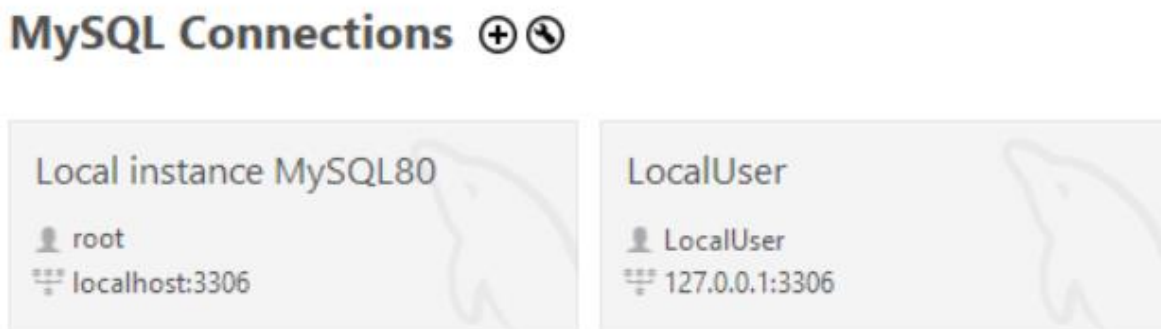 MySQL Connections
Local instance MySQL80
root
localhost:3306
LocalUser
LocalUser
127.0.0.1:3306